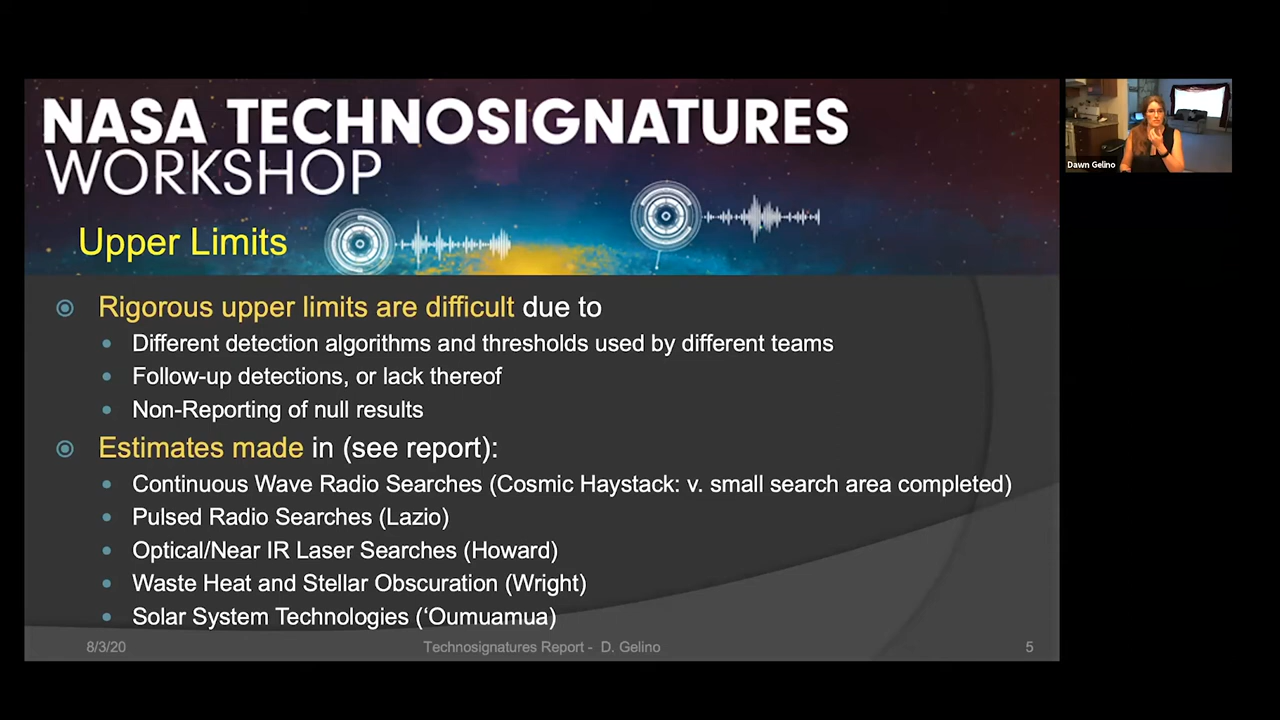 NASA TECHNOSIGNATURES
WORKSHOP
Upper Limits
Rigorous upper limits are difficult due to
Different detection algorithms and thresholds used by different teams
Follow-up detections, or lack thereof
Non-Reporting of null results
Estimates made in (see report):
Continuous Wave Radio Searches (Cosmic Haystack: v. small search area completed)
Pulsed Radio Searches (Lazio)
Optical/Near IR Laser Searches (Howard)
Waste Heat and Stellar Obscuration (Wright)
Solar System Technologies (‘Oumuamua)
8/3/20
Technosignatures Report - D. Gelino
5
Dawn Gelino